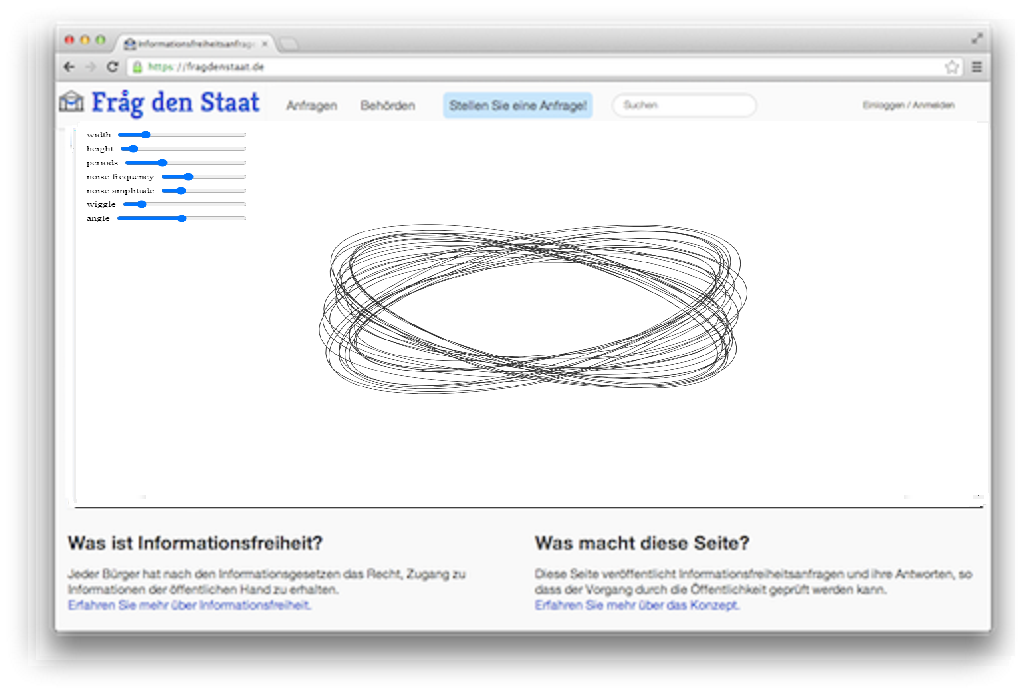 Informationsfreiheitsanfrag
https://fragdenstaat.de
Fråg den Staat
Anfragen
Behörden
Stellen Sie eine Anfrage!
Suchen
Einloggen / Anmelden
width
height
periods
noise frequency
noise amplitude
wiggle
angle
Was ist Informationsfreiheit?
Jeder Bürger hat nach den Informationsgesetzen das Recht, Zugang zu
Informationen der öffentlichen Hand zu erhalten.
Erfahren Sie mehr über Informationsfreiheit.
Was macht diese Seite?
Diese Seite veröffentlicht Informationsfreiheitsanfragen und ihre Antworten, so
dass der Vorgang durch die Öffentlichkeit geprüft werden kann.
Erfahren Sie mehr über das Konzept.